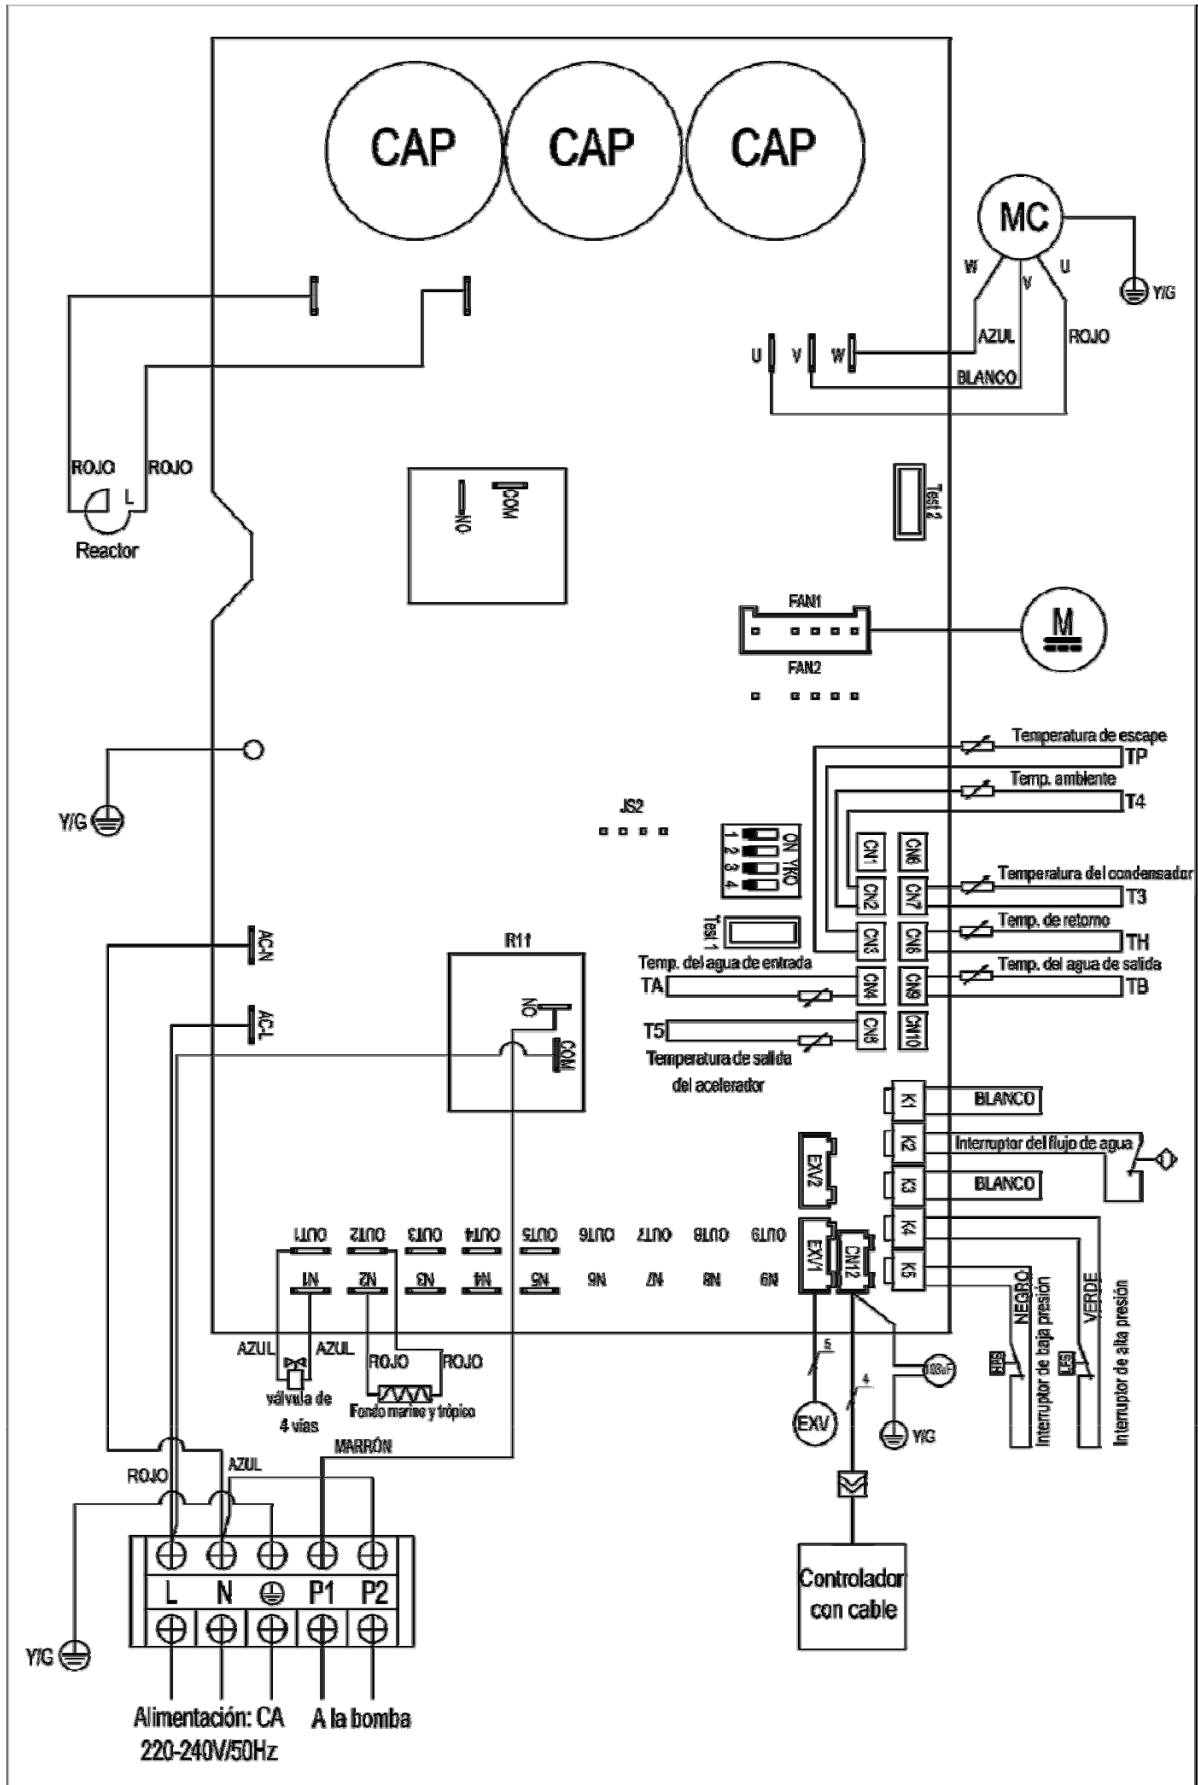 CAP CAP CAP
MC
W
V
U
Y/G
AZUL
ROJO
U
V
W
BLANCO
ROJO
ROJO
L
Reactor
NO
COM
Test 2
FAN1
M
FAN2
Temperatura de escape
TP
Temp. ambiente
T4
Y/G
JS2
1
2
3
4
ON YKO
CN1
CN6
Temperatura del condensador
CN2
CN7
T3
Temp. de retorno
Test 1
CN3
CN8
TH
AC-N
R11
Temp. del agua de entrada
Temp. del agua de salida
TA
CN4
CN9
TB
NO
AC-L
T5
CN5
CN10
COM
Temperatura de salida
del acelerador
K1
BLANCO
K2
Interruptor del flujo de agua
EXV2
K3
BLANCO
OUT1 OUT2 OUT3 OUT4 OUT5 OUT6 OUT7 OUT8 OUT9
K4
EXV1
CN12
K5
N1 N2 N3 N4 N5 N6 N7 N8 N9
NEGRO
VERDE
Interruptor de baja presión
Interruptor de alta presión
AZUL
AZUL
ROJO
ROJO
5
4
válvula de
4 vías
Fondo marino y trópico
EXV
Y/G
MARRÓN
ROJO
AZUL
L N P1 P2
Controlador
con cable
Y/G
Alimentación: CA
220-240V/50Hz
A la bomba